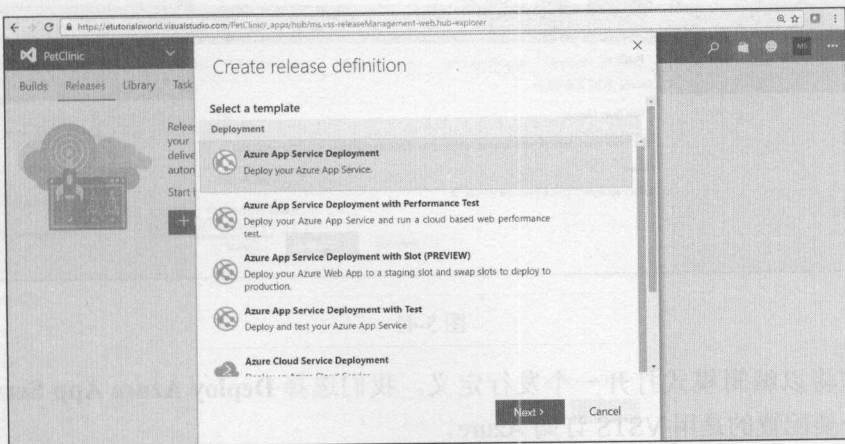 https://etutorialsworld.visualstudio.com/PetClinic/_apps/hub/ms.vss-releaseManagement-web.hub-explorer
PetClinic
Builds Releases Library Task
Create release definition
Select a template
Deployment
Azure App Service Deployment
Deploy your Azure App Service.
Azure App Service Deployment with Performance Test
Deploy your Azure App Service and run a cloud based web performance
test.
Azure App Service Deployment with Slot (PREVIEW)
Deploy your Azure Web App to a staging slot and swap slots to deploy to
production.
Azure App Service Deployment with Test
Deploy and test your Azure App Service
Azure Cloud Service Deployment
Next >
Cancel